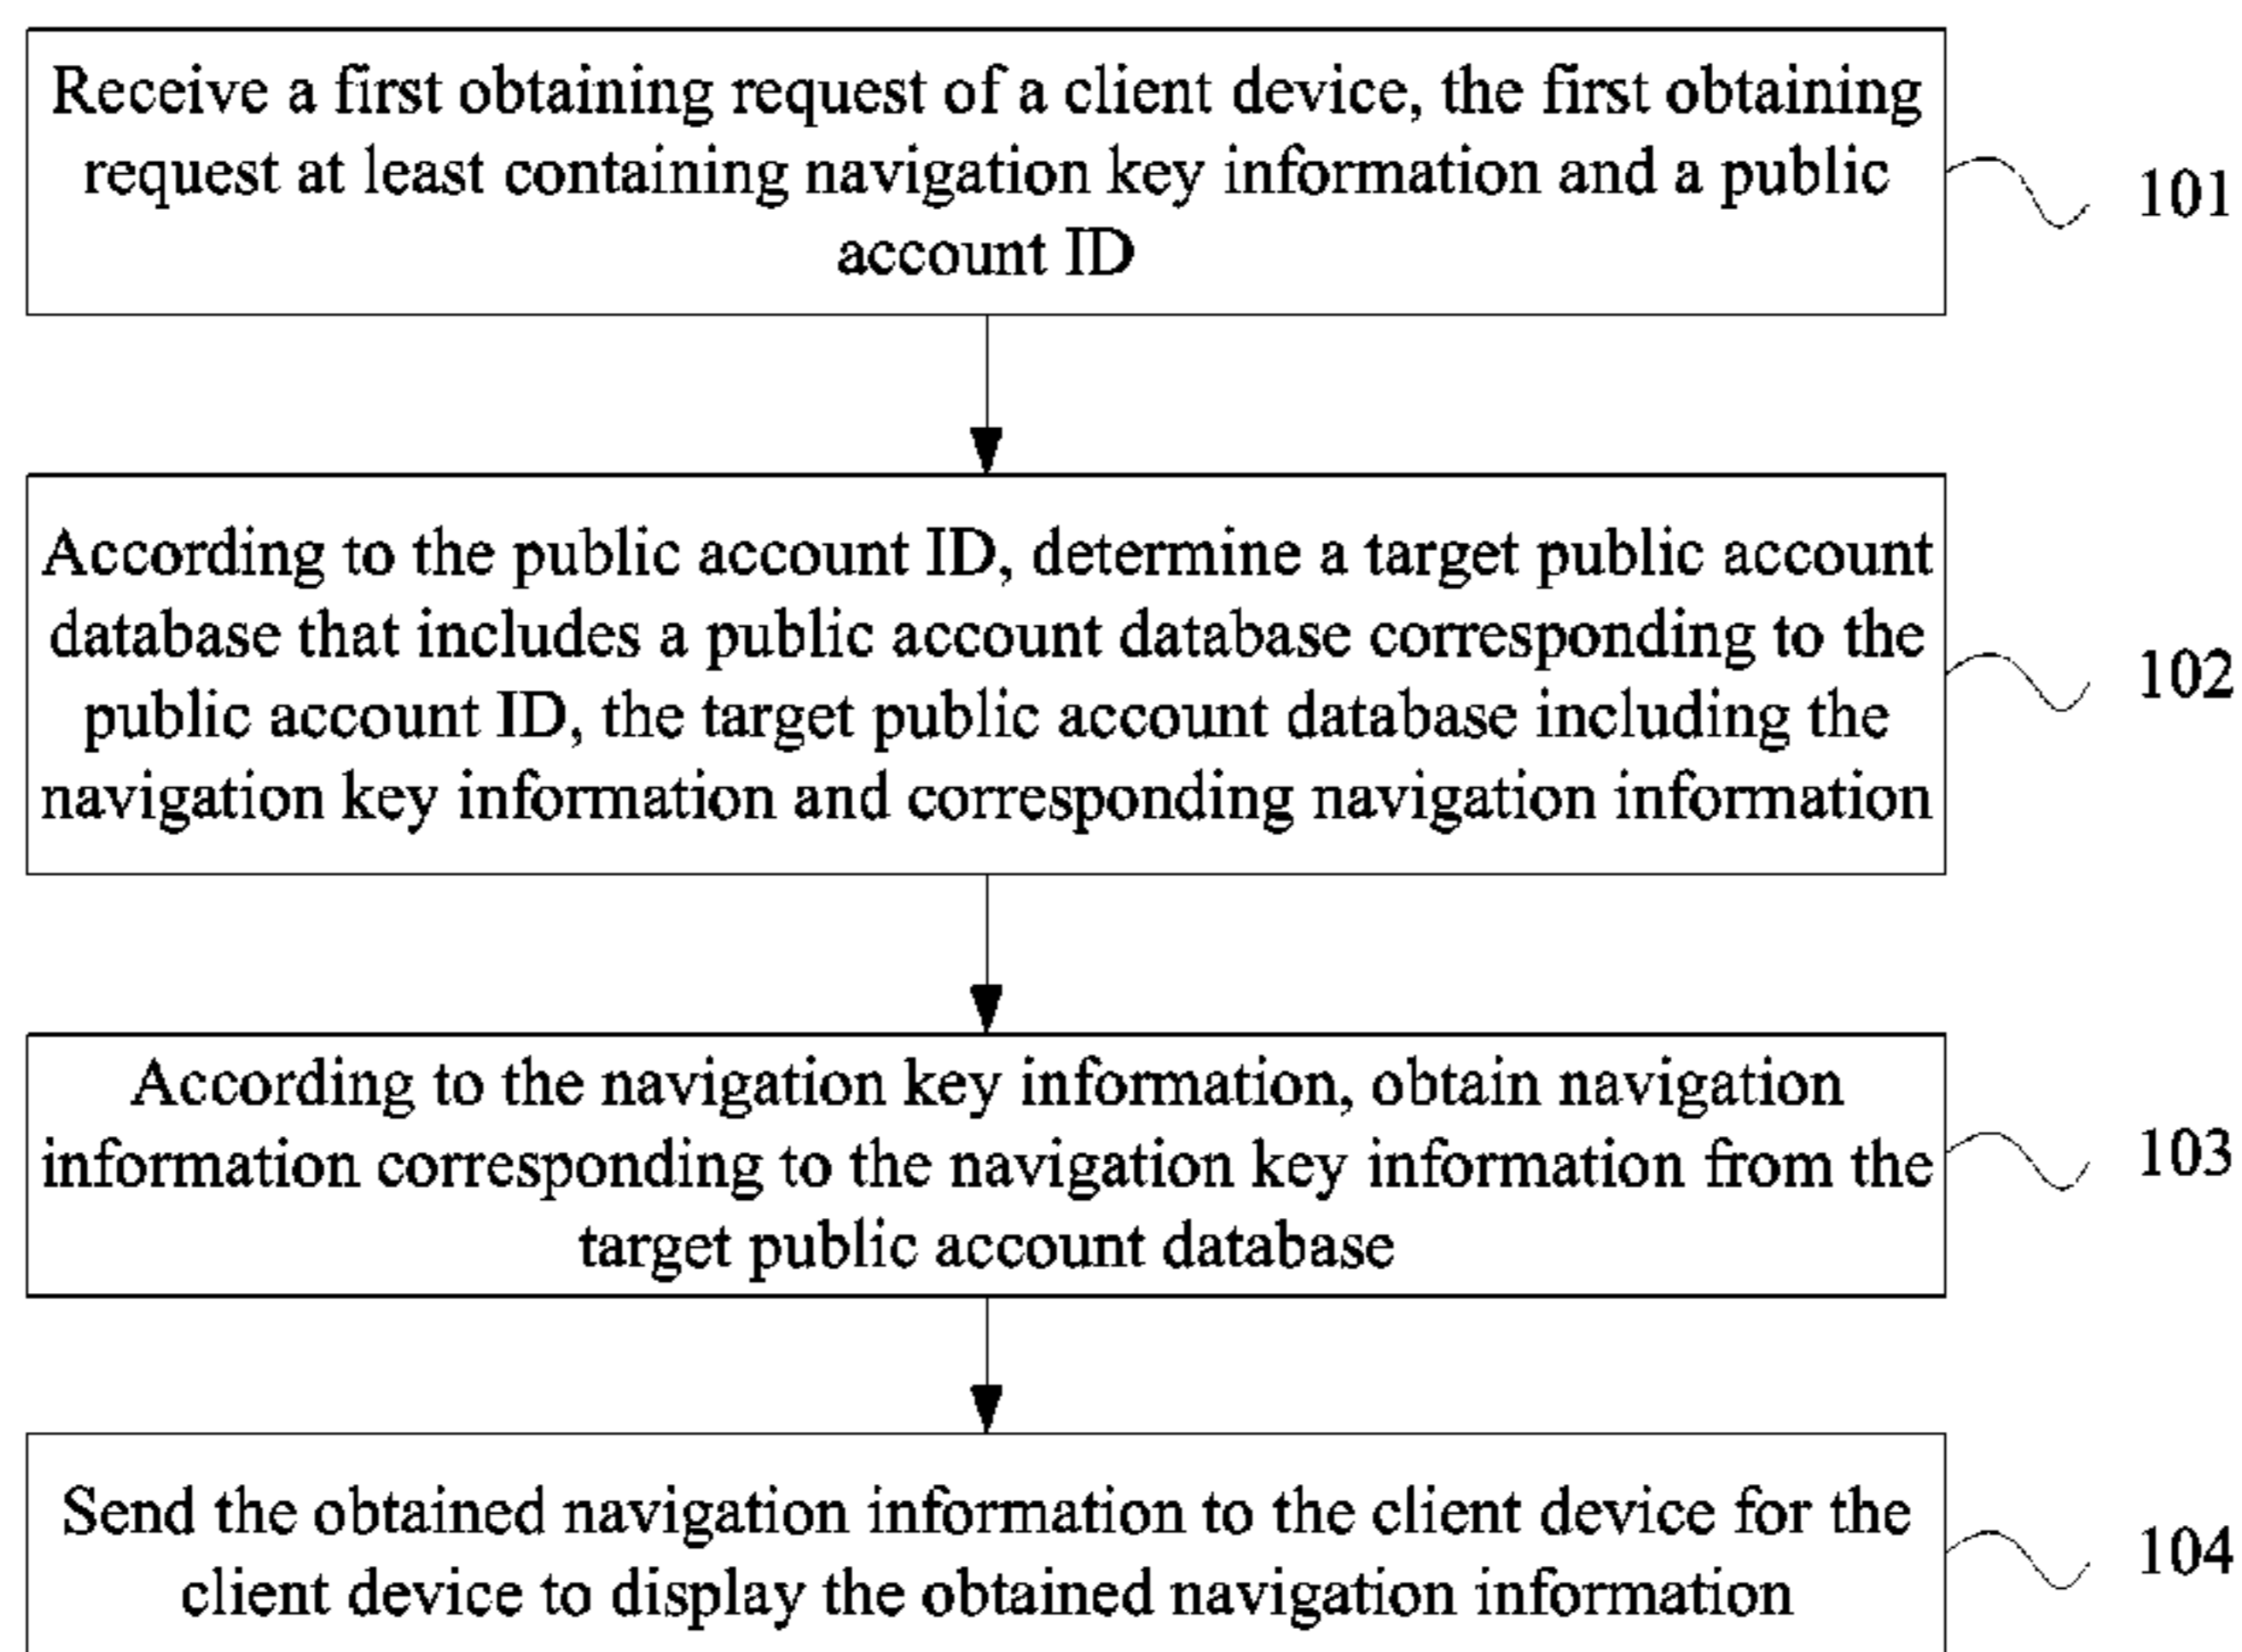 Receive a first obtaining request of a client device, the first obtaining
request at least containing navigation key information and a public
account ID
101
According to the public account ID, determine a target public account
database that includes a public account database corresponding to the
public account ID, the target public account database including the
navigation key information and corresponding navigation information
102
According to the navigation key information, obtain navigation
information corresponding to the navigation key information from the
target public account database
103
Send the obtained navigation information to the client device for the
client device to display the obtained navigation information
104